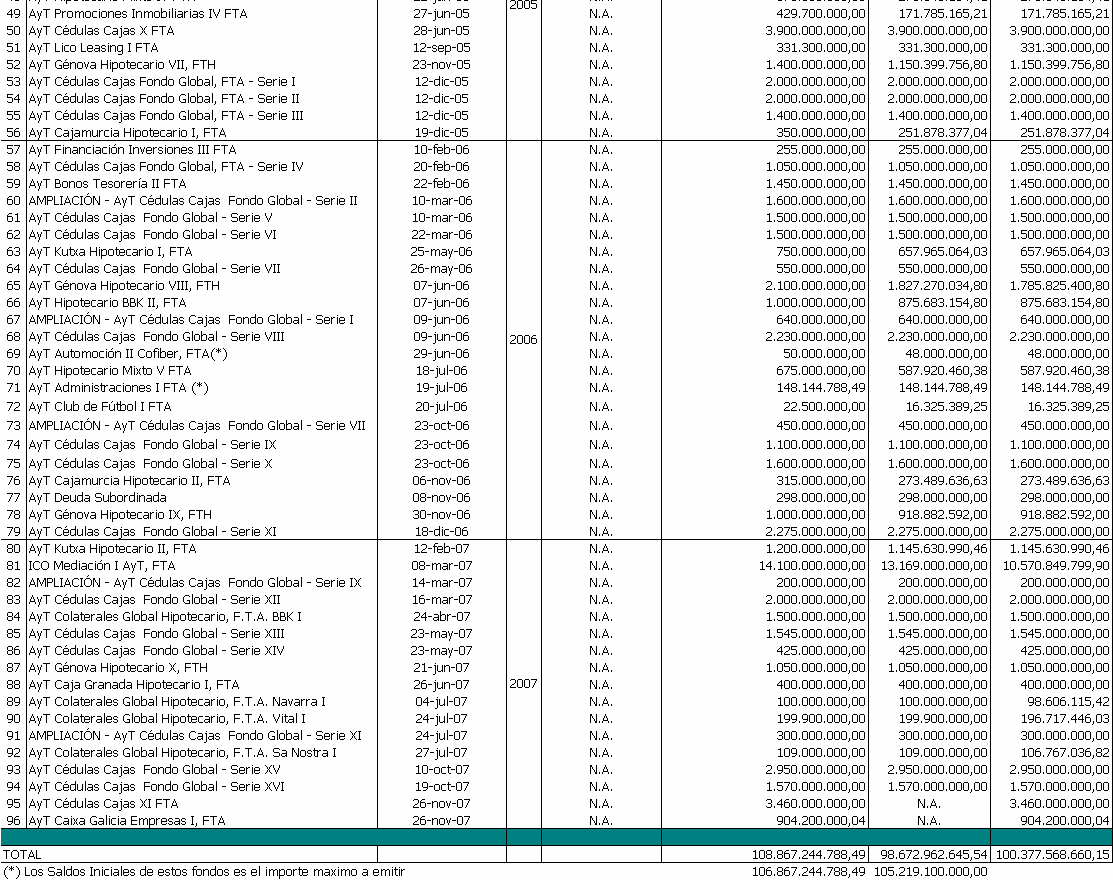 2005
49 AyT Promociones Inmobiliarias IV FTA 27-jun-05 N.A. 429.700.000,00 171.785.165,21 171.785.165,21
50 AyT Cédulas Cajas X FTA 28-jun-05 N.A. 3.900.000.000,00 3.900.000.000,00 3.900.000.000,00
51 AyT Lico Leasing I FTA 12-sep-05 N.A. 331.300.000,00 331.300.000,00 331.300.000,00
52 AyT Génova Hipotecario VII, FTH 23-nov-05 N.A. 1.400.000.000,00 1.150.399.756,80 1.150.399.756,80
53 AyT Cédulas Cajas Fondo Global, FTA - Serie I 12-dic-05 N.A. 2.000.000.000,00 2.000.000.000,00 2.000.000.000,00
54 AyT Cédulas Cajas Fondo Global, FTA - Serie II 12-dic-05 N.A. 2.000.000.000,00 2.000.000.000,00 2.000.000.000,00
55 AyT Cédulas Cajas Fondo Global, FTA - Serie III 12-dic-05 N.A. 1.400.000.000,00 1.400.000.000,00 1.400.000.000,00
56 AyT Cajamurcia Hipotecario I, FTA 19-dic-05 N.A. 350.000.000,00 251.878.377,04 251.878.377,04
57 AyT Financiación Inversiones III FTA 10-feb-06 N.A. 255.000.000,00 255.000.000,00 255.000.000,00
58 AyT Cédulas Cajas Fondo Global, FTA - Serie IV 20-feb-06 N.A. 1.050.000.000,00 1.050.000.000,00 1.050.000.000,00
59 AyT Bonos Tesorería II FTA 22-feb-06 N.A. 1.450.000.000,00 1.450.000.000,00 1.450.000.000,00
60 AMPLIACIÓN - AyT Cédulas Cajas Fondo Global - Serie II 10-mar-06 N.A. 1.600.000.000,00 1.600.000.000,00 1.600.000.000,00
61 AyT Cédulas Cajas Fondo Global - Serie V 10-mar-06 N.A. 1.500.000.000,00 1.500.000.000,00 1.500.000.000,00
62 AyT Cédulas Cajas Fondo Global - Serie VI 22-mar-06 N.A. 1.500.000.000,00 1.500.000.000,00 1.500.000.000,00
63 AyT Kutxa Hipotecario I, FTA 25-may-06 N.A. 750.000.000,00 657.965.064,03 657.965.064,03
64 AyT Cédulas Cajas Fondo Global - Serie VII 26-may-06 N.A. 550.000.000,00 550.000.000,00 550.000.000,00
65 AyT Génova Hipotecario VIII, FTH 07-jun-06 N.A. 2.100.000.000,00 1.827.270.034,80 1.785.825.400,80
66 AyT Hipotecario BBK II, FTA 07-jun-06 N.A. 1.000.000.000,00 875.683.154,80 875.683.154,80
67 AMPLIACIÓN - AyT Cédulas Cajas Fondo Global - Serie I 09-jun-06 N.A. 640.000.000,00 640.000.000,00 640.000.000,00
68 AyT Cédulas Cajas Fondo Global - Serie VIII 09-jun-06 2006 N.A. 2.230.000.000,00 2.230.000.000,00 2.230.000.000,00
69 AyT Automoción II Cofiber, FTA(*) 29-jun-06 N.A. 50.000.000,00 48.000.000,00 48.000.000,00
70 AyT Hipotecario Mixto V FTA 18-jul-06 N.A. 675.000.000,00 587.920.460,38 587.920.460,38
71 AyT Administraciones I FTA (*) 19-jul-06 N.A. 148.144.788,49 148.144.788,49 148.144.788,49
72 AyT Club de Fútbol I FTA 20-jul-06 N.A. 22.500.000,00 16.325.389,25 16.325.389,25
73 AMPLIACIÓN - AyT Cédulas Cajas Fondo Global - Serie VII 23-oct-06 N.A. 450.000.000,00 450.000.000,00 450.000.000,00
74 AyT Cédulas Cajas Fondo Global - Serie IX 23-oct-06 N.A. 1.100.000.000,00 1.100.000.000,00 1.100.000.000,00
75 AyT Cédulas Cajas Fondo Global - Serie X 23-oct-06 N.A. 1.600.000.000,00 1.600.000.000,00 1.600.000.000,00
76 AyT Cajamurcia Hipotecario II, FTA 06-nov-06 N.A. 315.000.000,00 273.489.636,63 273.489.636,63
77 AyT Deuda Subordinada 08-nov-06 N.A. 298.000.000,00 298.000.000,00 298.000.000,00
78 AyT Génova Hipotecario IX, FTH 30-nov-06 N.A. 1.000.000.000,00 918.882.592,00 918.882.592,00
79 AyT Cédulas Cajas Fondo Global - Serie XI 18-dic-06 N.A. 2.275.000.000,00 2.275.000.000,00 2.275.000.000,00
80 AyT Kutxa Hipotecario II, FTA 12-feb-07 N.A. 1.200.000.000,00 1.145.630.990,46 1.145.630.990,46
81 ICO Mediación I AyT, FTA 08-mar-07 N.A. 14.100.000.000,00 13.169.000.000,00 10.570.849.799,90
82 AMPLIACIÓN - AyT Cédulas Cajas Fondo Global - Serie IX 14-mar-07 N.A. 200.000.000,00 200.000.000,00 200.000.000,00
83 AyT Cédulas Cajas Fondo Global - Serie XII 16-mar-07 N.A. 2.000.000.000,00 2.000.000.000,00 2.000.000.000,00
84 AyT Colaterales Global Hipotecario, F.T.A. BBK I 24-abr-07 N.A. 1.500.000.000,00 1.500.000.000,00 1.500.000.000,00
85 AyT Cédulas Cajas Fondo Global - Serie XIII 23-may-07 N.A. 1.545.000.000,00 1.545.000.000,00 1.545.000.000,00
86 AyT Cédulas Cajas Fondo Global - Serie XIV 23-may-07 N.A. 425.000.000,00 425.000.000,00 425.000.000,00
87 AyT Génova Hipotecario X, FTH 21-jun-07 N.A. 1.050.000.000,00 1.050.000.000,00 1.050.000.000,00
88 AyT Caja Granada Hipotecario I, FTA 26-jun-07 2007 N.A. 400.000.000,00 400.000.000,00 400.000.000,00
89 AyT Colaterales Global Hipotecario, F.T.A. Navarra I 04-jul-07 N.A. 100.000.000,00 100.000.000,00 98.606.115,42
90 AyT Colaterales Global Hipotecario, F.T.A. Vital I 24-jul-07 N.A. 199.900.000,00 199.900.000,00 196.717.446,03
91 AMPLIACIÓN - AyT Cédulas Cajas Fondo Global - Serie XI 24-jul-07 N.A. 300.000.000,00 300.000.000,00 300.000.000,00
92 AyT Colaterales Global Hipotecario, F.T.A. Sa Nostra I 27-jul-07 N.A. 109.000.000,00 109.000.000,00 106.767.036,82
93 AyT Cédulas Cajas Fondo Global - Serie XV 10-oct-07 N.A. 2.950.000.000,00 2.950.000.000,00 2.950.000.000,00
94 AyT Cédulas Cajas Fondo Global - Serie XVI 19-oct-07 N.A. 1.570.000.000,00 1.570.000.000,00 1.570.000.000,00
95 AyT Cédulas Cajas XI FTA 26-nov-07 N.A. 3.460.000.000,00 N.A. 3.460.000.000,00
96 AyT Caixa Galicia Empresas I, FTA 26-nov-07 N.A. 904.200.000,04 N.A. 904.200.000,04
TOTAL 108.867.244.788,49 98.672.962.645,54 100.377.568.660,15
(*) Los Saldos Iniciales de estos fondos es el importe maximo a emitir 106.867.244.788,49 105.219.100.000,00